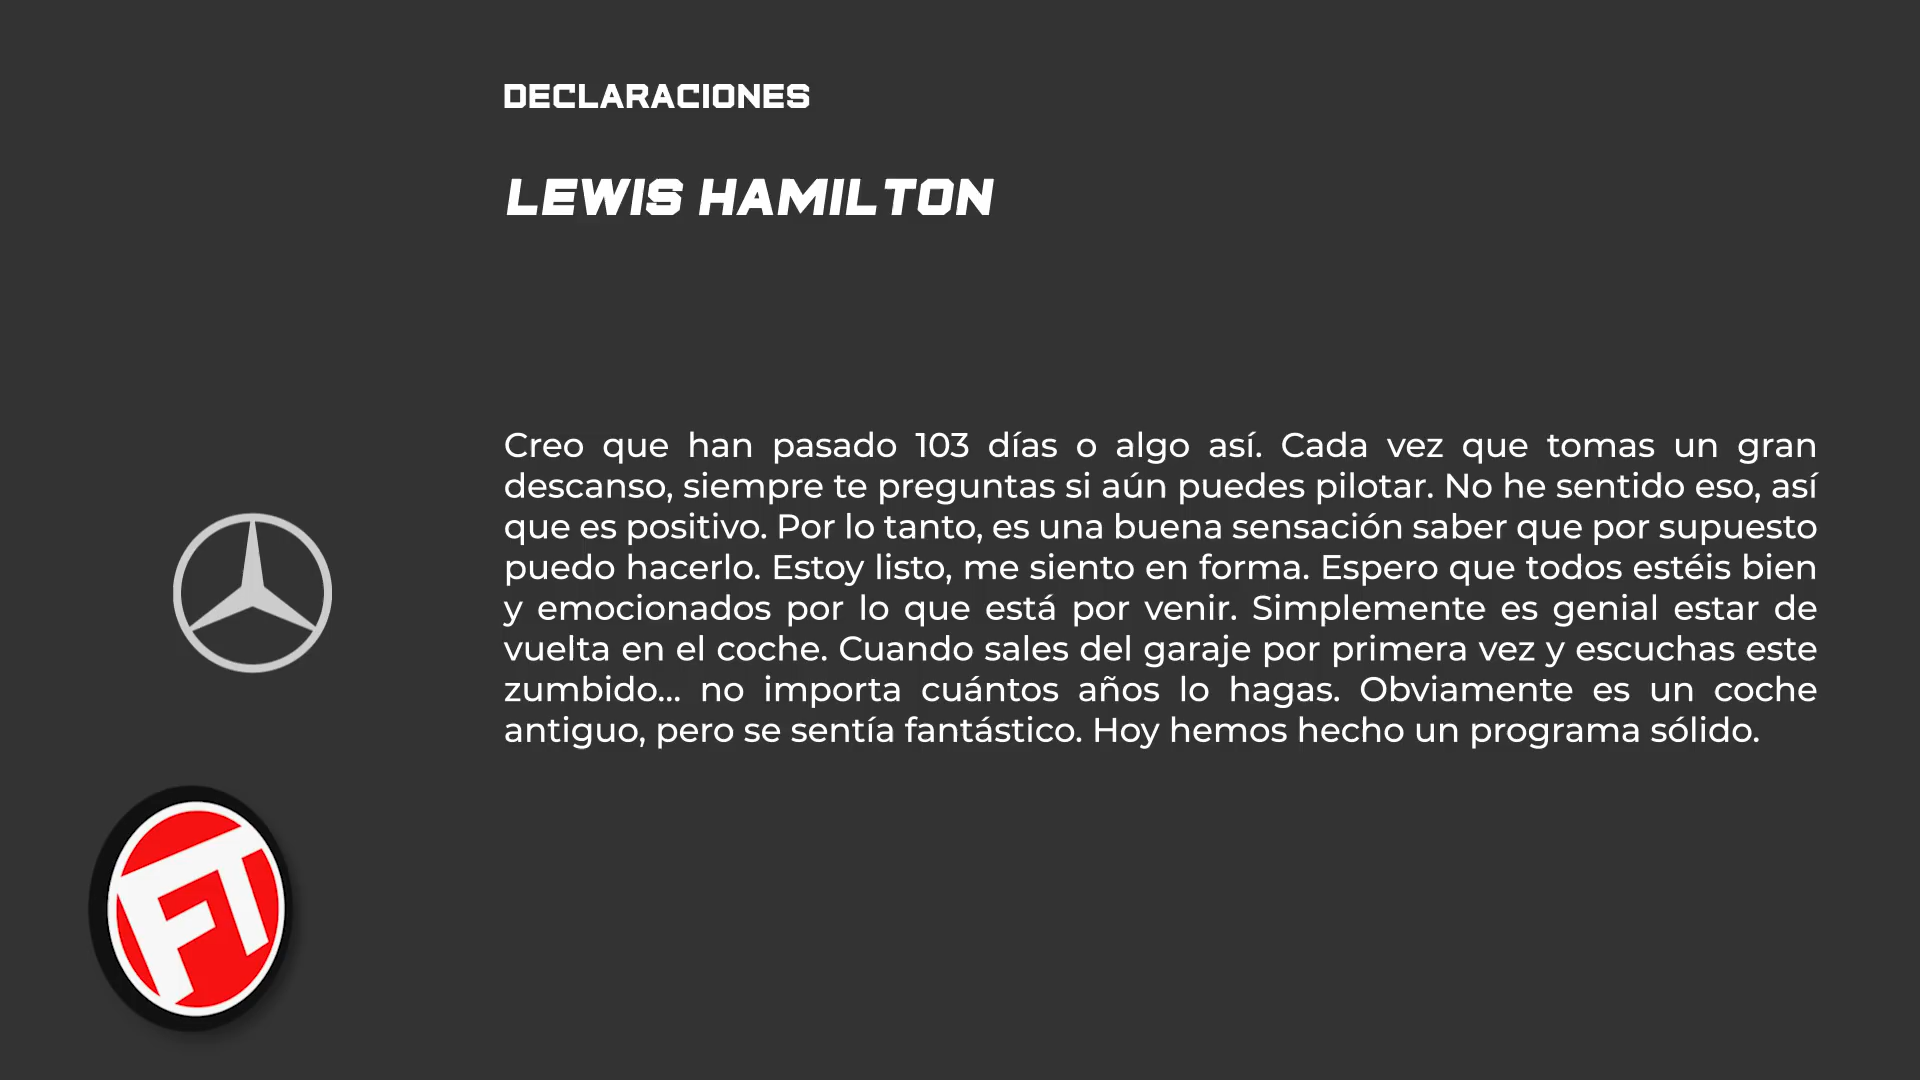 DECLARACIONES
LEWIS HAMILTON
Creo que han pasado 103 días o algo así. Cada vez que tomas un gran
descanso, siempre te preguntas si aún puedes pilotar. No he sentido eso, así
que es positivo. Por lo tanto, es una buena sensación saber que por supuesto
puedo hacerlo. Estoy listo, me siento en forma. Espero que todos estéis bien
y emocionados por lo que está por venir. Simplemente es genial estar de
vuelta en el coche. Cuando sales del garaje por primera vez y escuchas este
zumbido... no importa cuántos años lo hagas. Obviamente es un coche
antiguo, pero se sentía fantástico. Hoy hemos hecho un programa sólido.
FT